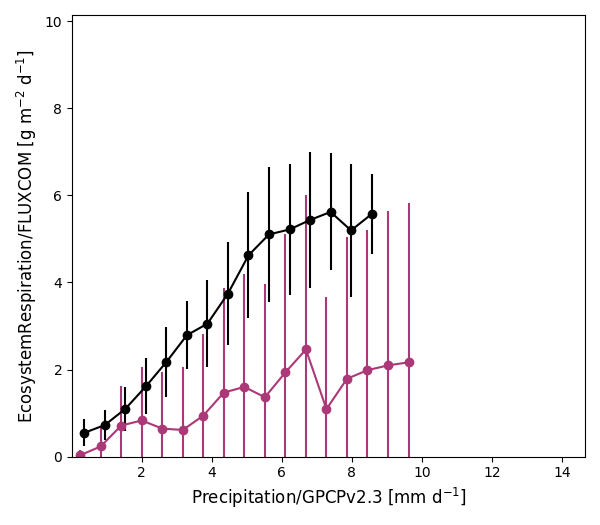 10
8
6
4
2
0
2 4 6 8 10 12 14
EcosystemRespiration/FLUXCOM [g m⁻² d⁻¹]
Precipitation/GPCPv2.3 [mm d⁻¹]